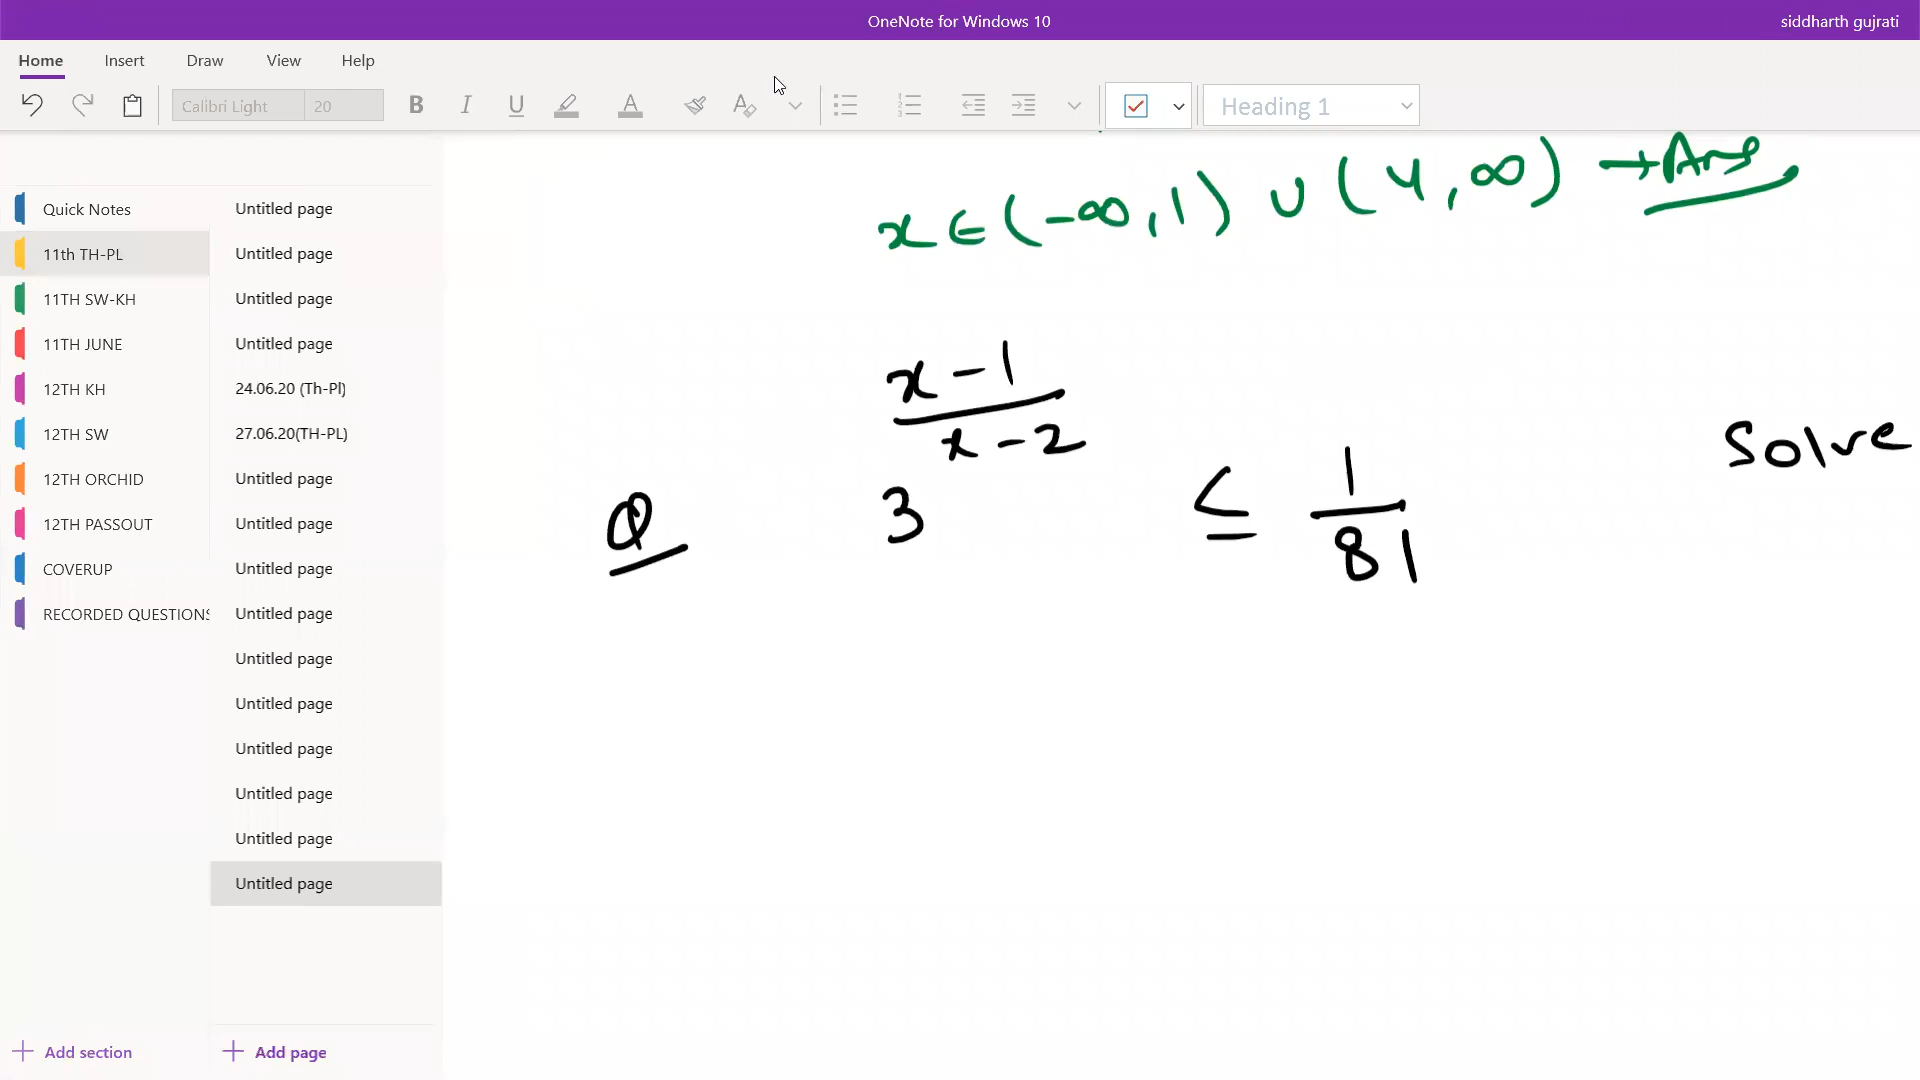 OneNote for Windows 10
siddharth gujrati
Home Insert Draw View Help
Calibri Light 20 B I U A Heading 1
x ∈ (-∞, 1) ∪ (4, ∞) → Ans
Quick Notes
11th TH-PL
11TH SW-KH
11TH JUNE
12TH KH
12TH SW
12TH ORCHID
12TH PASSOUT
COVERUP
RECORDED QUESTIONS
Add section
Untitled page
Untitled page
Untitled page
Untitled page
24.06.20 (Th-Pl)
27.06.20(TH-PL)
Untitled page
Untitled page
Untitled page
Untitled page
Untitled page
Untitled page
Untitled page
Untitled page
Untitled page
Untitled page
Add page
Q 3^((x-1)/(x-2)) ≤ 1/81 Solve